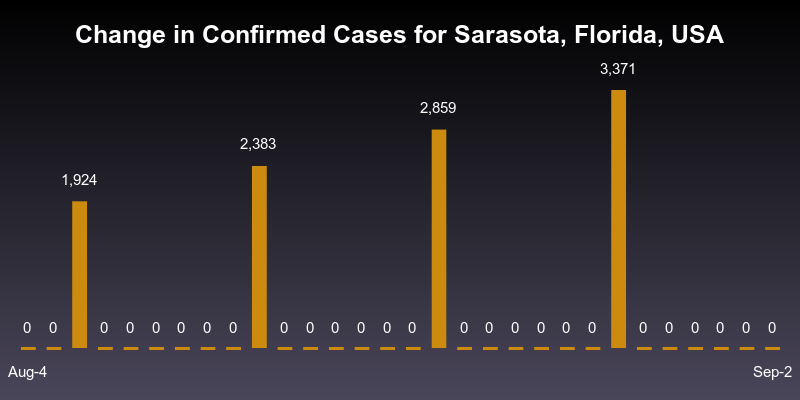 Change in Confirmed Cases for Sarasota, Florida, USA
3,371
2,859
2,383
1,924
0 0 0 0 0 0 0 0 0 0 0 0 0 0 0 0 0 0 0 0 0 0 0 0 0 0
Aug-4 Sep-2